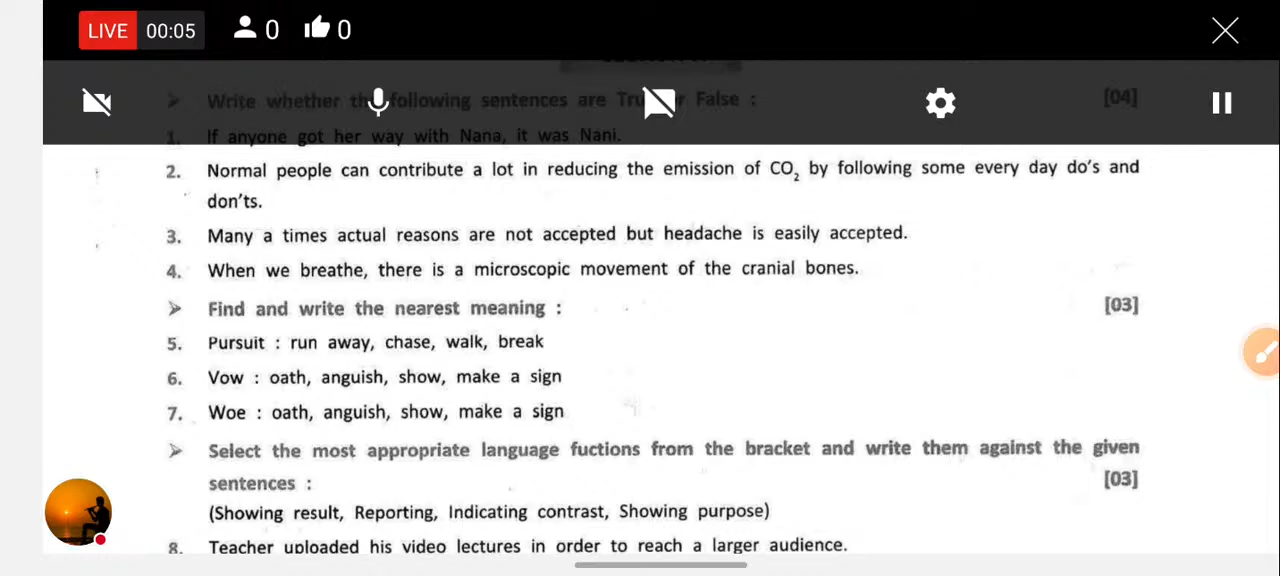 LIVE 00:05 0 0
Write whether the following sentences are True or False : [04]
1. If anyone got her way with Nana, it was Nani.
2. Normal people can contribute a lot in reducing the emission of CO₂ by following some every day do's and
don'ts.
3. Many a times actual reasons are not accepted but headache is easily accepted.
4. When we breathe, there is a microscopic movement of the cranial bones.
➢ Find and write the nearest meaning : [03]
5. Pursuit : run away, chase, walk, break
6. Vow : oath, anguish, show, make a sign
7. Woe : oath, anguish, show, make a sign
➢ Select the most appropriate language fuctions from the bracket and write them against the given
sentences : [03]
(Showing result, Reporting, Indicating contrast, Showing purpose)
8. Teacher uploaded his video lectures in order to reach a larger audience.